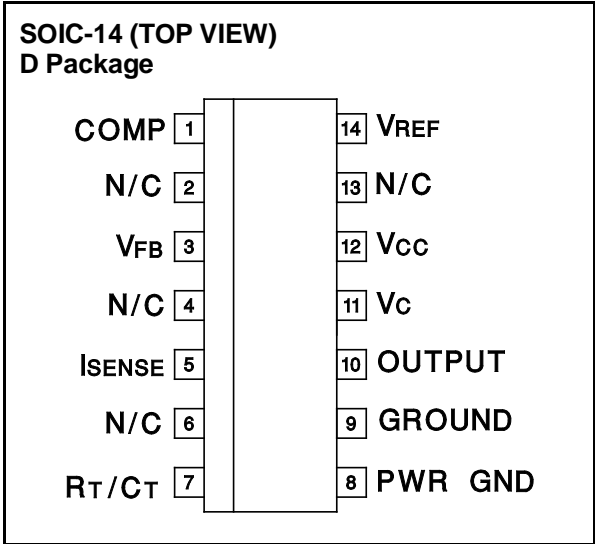 SOIC-14 (TOP VIEW)
D Package
COMP 1
14 VREF
N/C 2
13 N/C
VFB 3
12 VCC
N/C 4
11 VC
ISENSE 5
10 OUTPUT
N/C 6
9 GROUND
RT/CT 7
8 PWR GND